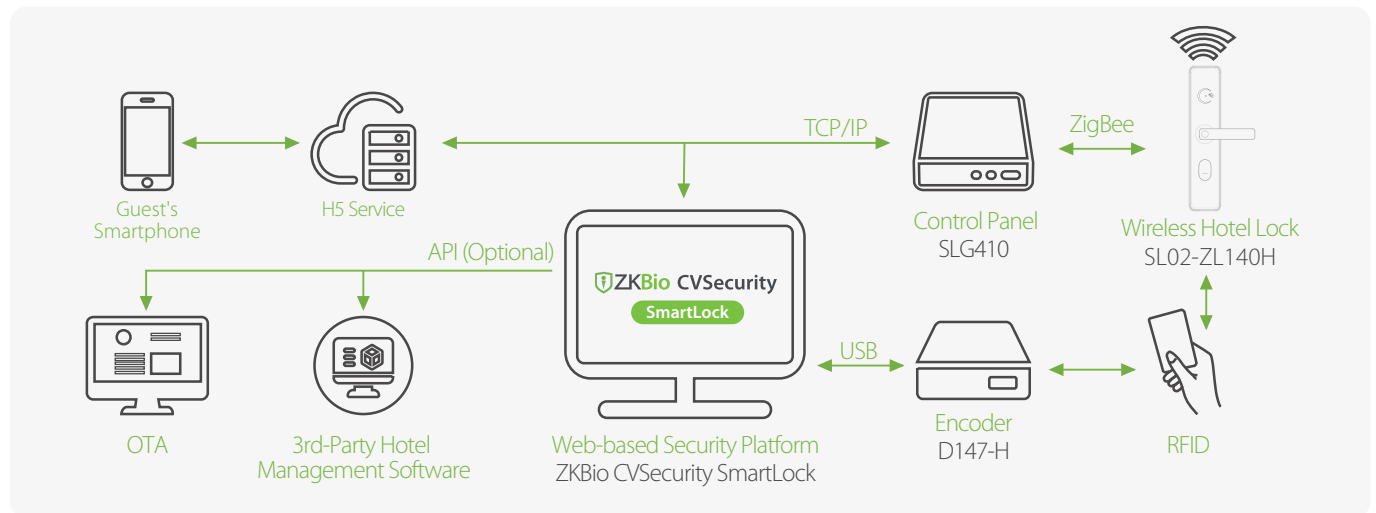 TCP/IP
ZigBee
Guest's
Smartphone
H5 Service
Control Panel
SLG410
Wireless Hotel Lock
SL02-ZL140H
API (Optional)
ZKBio CVSecurity
SmartLock
USB
OTA
3rd-Party Hotel
Management Software
Web-based Security Platform
ZKBio CVSecurity SmartLock
Encoder
D147-H
RFID